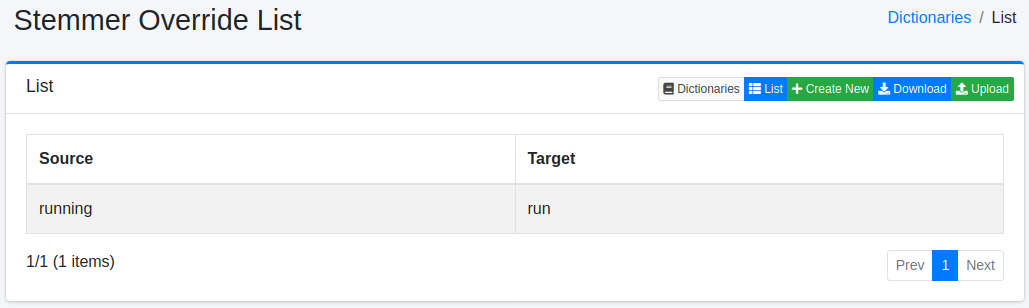 Stemmer Override List
Dictionaries / List
List
Dictionaries List Create New Download Upload
Source Target
running run
1/1 (1 items)
Prev 1 Next